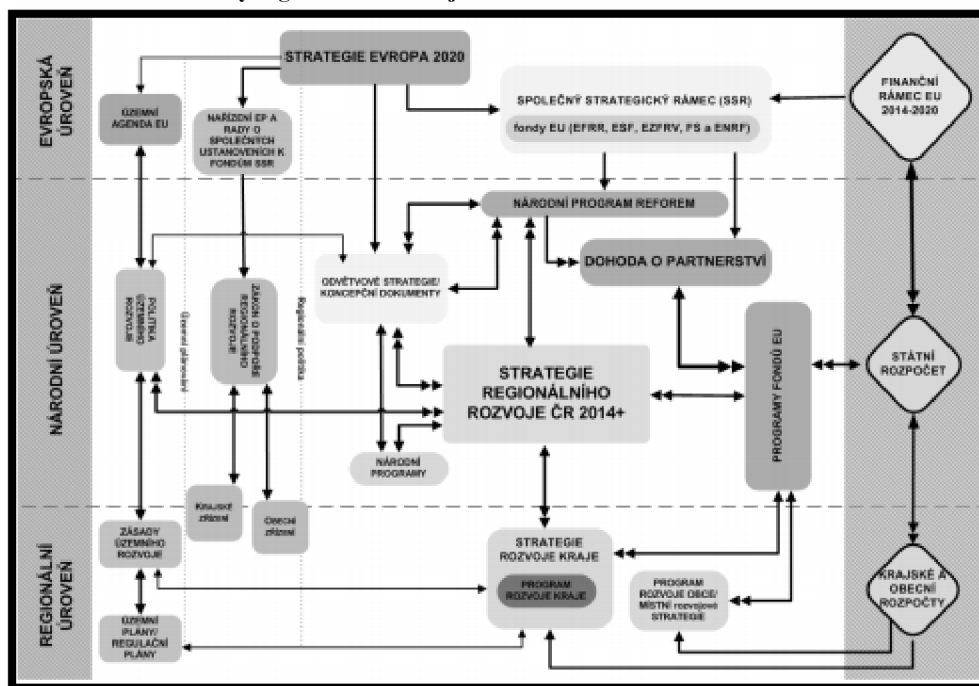 EVROPSKÁ
ÚROVEŇ
STRATEGIE EVROPA 2020
ÚZEMNÍ
AGENDA EU
NAŘÍZENÍ EP A
RADY O
SPOLEČNÝCH
USTANOVENÍCH K
FONDŮM SSR
SPOLEČNÝ STRATEGICKÝ RÁMEC (SSR)
fondy EU (EFRR, ESF, EZFRV, FS a ENRF)
FINANČNÍ
RÁMEC EU
2014-2020
NÁRODNÍ ÚROVEŇ
NÁRODNÍ PROGRAM REFOREM
DOHODA O PARTNERSTVÍ
ODVĚTVOVÉ STRATEGIE/
KONCEPČNÍ DOKUMENTY
POLITIKA
ÚZEMNÍHO
ROZVOJE
Územní plánování
ZÁKON O PODPOŘE
REGIONÁLNÍHO
ROZVOJE
Regionální politika
STRATEGIE
REGIONÁLNÍHO
ROZVOJE ČR 2014+
NÁRODNÍ
PROGRAMY
PROGRAMY FONDŮ EU
STÁTNÍ
ROZPOČET
KRAJSKÉ
ZŘÍZENÍ
OBECNÍ
ZŘÍZENÍ
REGIONÁLNÍ
ÚROVEŇ
ZÁSADY
ÚZEMNÍHO
ROZVOJE
ÚZEMNÍ
PLÁNY/
REGULAČNÍ
PLÁNY
STRATEGIE
ROZVOJE KRAJE
PROGRAM
ROZVOJE KRAJE
PROGRAM
ROZVOJE OBCE/
MÍSTNÍ rozvojové
STRATEGIE
KRAJSKÉ A
OBECNÍ
ROZPOČTY